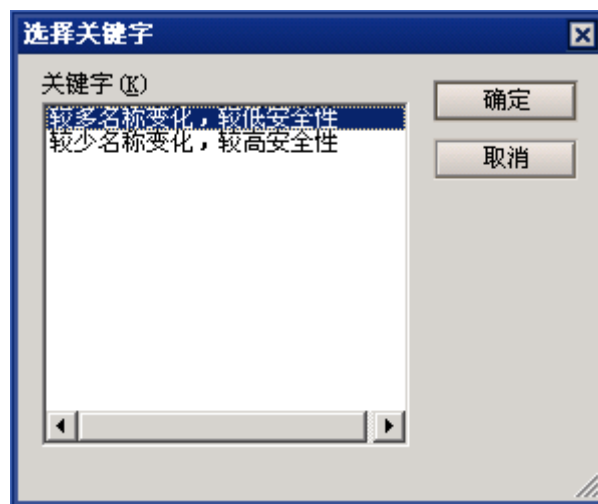 选择关键字
关键字(K)
较多名称变化，较低安全性
较少名称变化，较高安全性
确定
取消